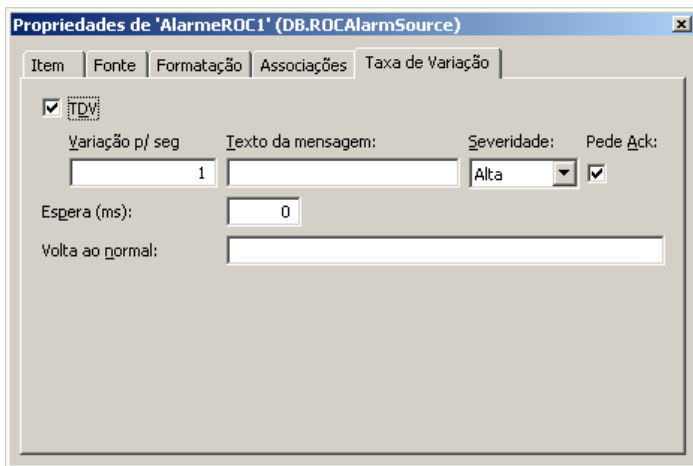 Propriedades de 'AlarmeROC1' (DB.ROCAlarmSource)
Item Fonte Formatação Associações Taxa de Variação
TDV
Variação p/ seg Texto da mensagem: Severidade: Pede Ack:
1 Alta
Espera (ms): 0
Volta ao normal: